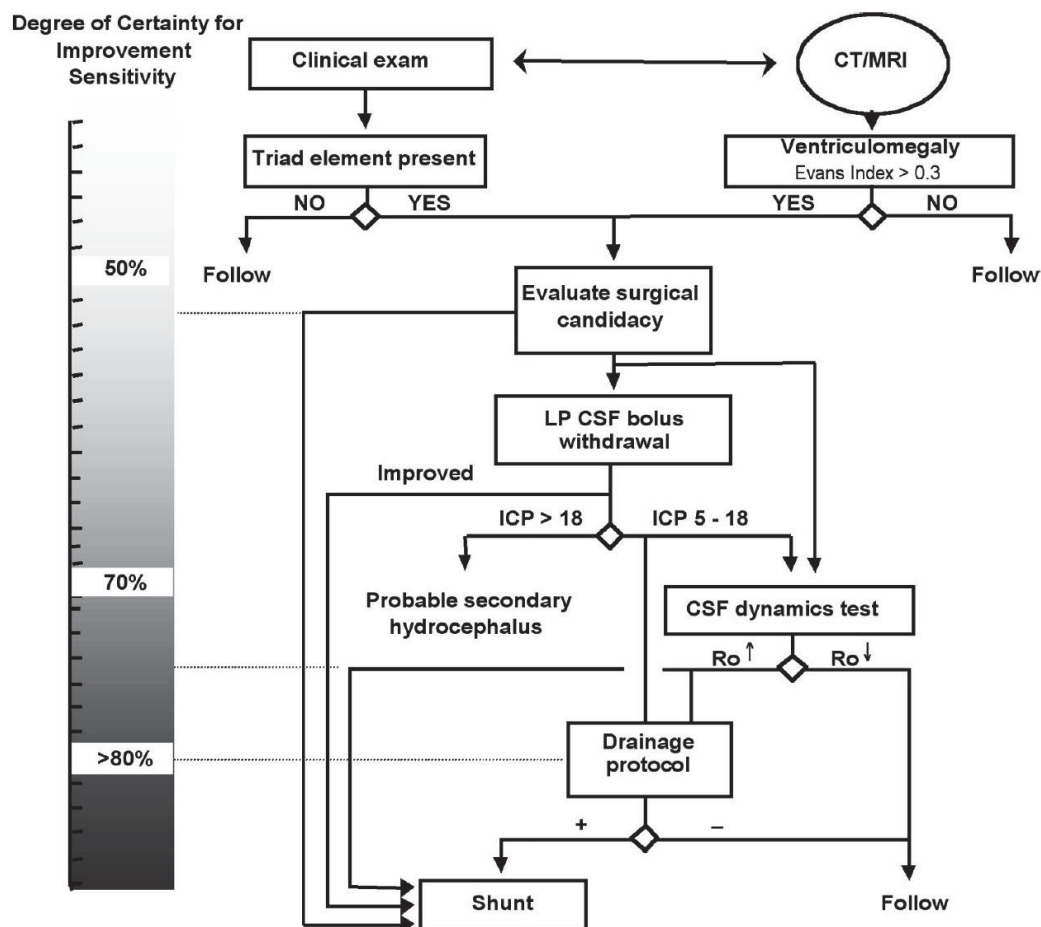 Degree of Certainty for
Improvement
Sensitivity
Clinical exam
CT/MRI
Triad element present
Ventriculomegaly
Evans Index > 0.3
NO
YES
YES
NO
Follow
Follow
50%
Evaluate surgical
candidacy
LP CSF bolus
withdrawal
Improved
ICP > 18
ICP 5 - 18
70%
Probable secondary
hydrocephalus
CSF dynamics test
Ro ↑
Ro ↓
>80%
Drainage
protocol
+
–
Shunt
Follow